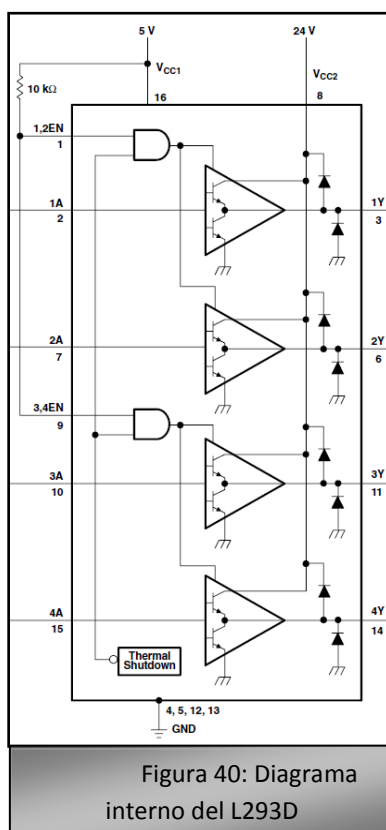 5 V
24 V
VCC1
VCC2
10 kΩ
16
8
1,2EN
1
1A
2
1Y
3
2A
7
2Y
6
3,4EN
9
3A
10
3Y
11
4A
15
4Y
14
Thermal
Shutdown
4, 5, 12, 13
GND
Figura 40: Diagrama
interno del L293D